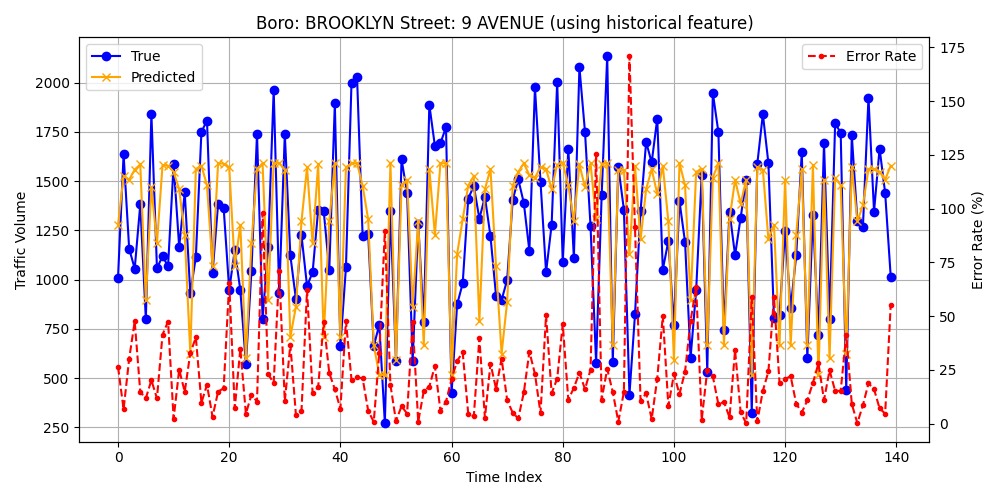 Boro: BROOKLYN Street: 9 AVENUE (using historical feature)
True
Predicted
Error Rate
Traffic Volume
2000
1750
1500
1250
1000
750
500
250
175
150
125
100
75
50
25
0
Error Rate (%)
0 20 40 60 80 100 120 140
Time Index